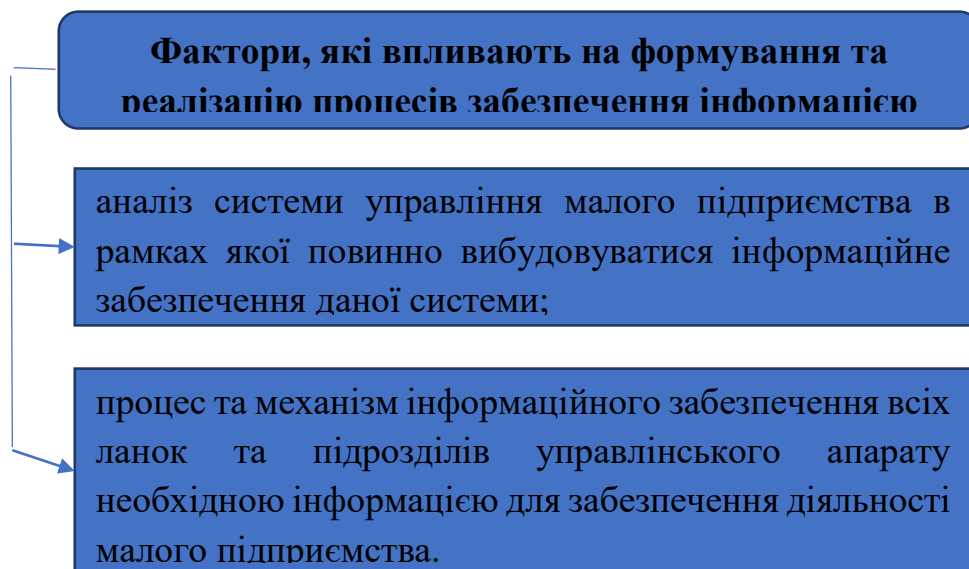 Фактори, які впливають на формування та
реалізацію процесів забезпечення інформацією
аналіз системи управління малого підприємства в
рамках якої повинно вибудовуватися інформаційне
забезпечення даної системи;
процес та механізм інформаційного забезпечення всіх
ланок та підрозділів управлінського апарату
необхідною інформацією для забезпечення діяльності
малого підприємства.